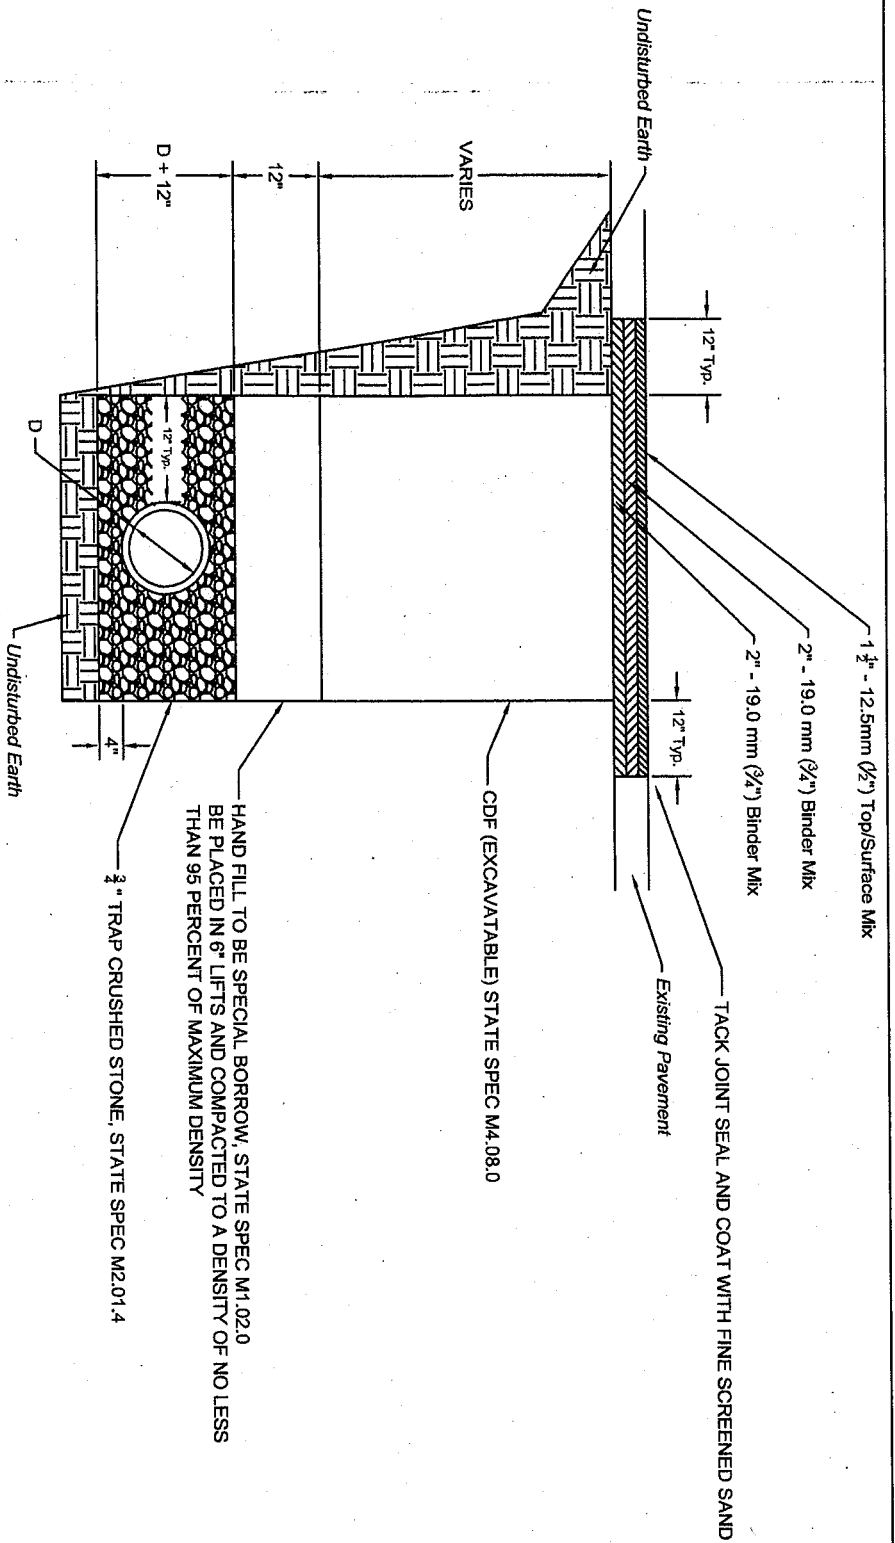 1 ½" - 12.5mm (½") Top/Surface Mix
2" - 19.0 mm (¾") Binder Mix
2" - 19.0 mm (¾") Binder Mix
TACK JOINT SEAL AND COAT WITH FINE SCREENED SAND
12" Typ.
12" Typ.
Existing Pavement
Undisturbed Earth
VARIES
CDF (EXCAVATABLE) STATE SPEC M4.08.0
12"
HAND FILL TO BE SPECIAL BORROW, STATE SPEC M1.02.0
BE PLACED IN 6" LIFTS AND COMPACTED TO A DENSITY OF NO LESS
THAN 95 PERCENT OF MAXIMUM DENSITY
D + 12"
12" Typ.
¾" TRAP CRUSHED STONE, STATE SPEC M2.01.4
4"
D
Undisturbed Earth